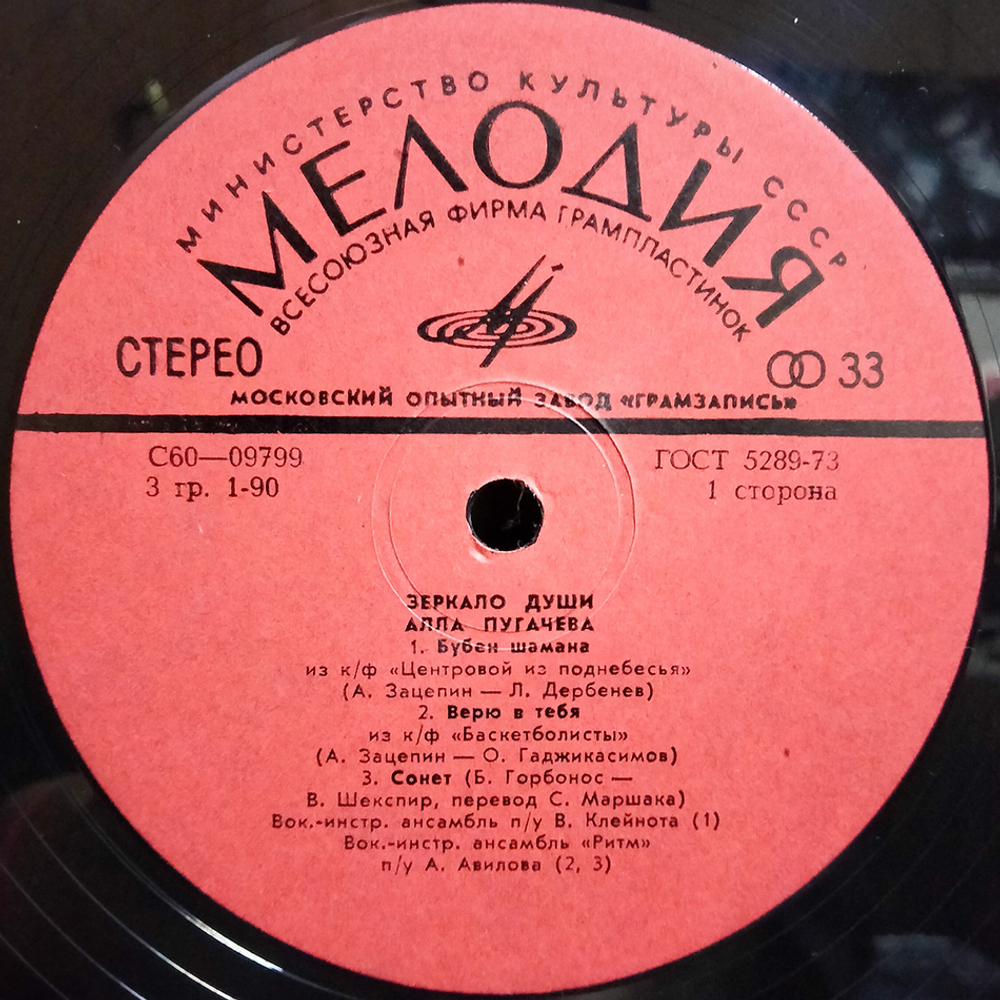 МИНИСТЕРСТВО КУЛЬТУРЫ СССР
МЕЛОДИЯ
ВСЕСОЮЗНАЯ ФИРМА ГРАМПЛАСТИНОК
СТЕРЕО
33
МОСКОВСКИЙ ОПЫТНЫЙ ЗАВОД «ГРАМЗАПИСЬ»
С60—09799
ГОСТ 5289-73
3 гр. 1-90
1 сторона
ЗЕРКАЛО ДУШИ
АЛЛА ПУГАЧЕВА
1. Бубен шамана
из к/ф «Центровой из поднебесья»
(А. Зацепин — Л. Дербенев)
2. Верю в тебя
из к/ф «Баскетболисты»
(А. Зацепин — О. Гаджикасимов)
3. Сонет (Б. Горбонос —
В. Шекспир, перевод С. Маршака)
Вок.-инстр. ансамбль п/у В. Клейнота (1)
Вок.-инстр. ансамбль «Ритм»
п/у А. Авилова (2, 3)